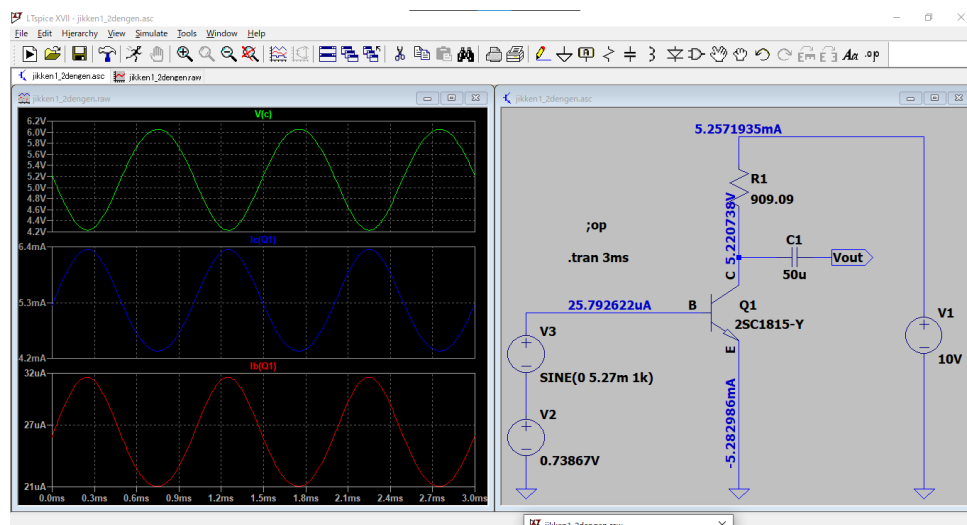 LTspice XVII - jikken1_2dengen.asc
File Edit Hierarchy View Simulate Tools Window Help
jikken1_2dengen.asc jikken1_2dengen.raw
jikken1_2dengen.raw
V(c)
6.2V
6.0V
5.8V
5.6V
5.4V
5.2V
5.0V
4.8V
4.6V
4.4V
4.2V
Ic(Q1)
6.4mA
5.3mA
4.2mA
Ib(Q1)
32uA
27uA
21uA
0.0ms 0.3ms 0.6ms 0.9ms 1.2ms 1.5ms 1.8ms 2.1ms 2.4ms 2.7ms 3.0ms
jikken1_2dengen.asc
5.2571935mA
R1
909.09
;op
.tran 3ms
5.220738V
C1
50u
Vout
C
25.792622uA
B
Q1
2SC1815-Y
E
-5.282986mA
V3
SINE(0 5.27m 1k)
V2
0.73867V
V1
10V
jikken1_2dengen.raw